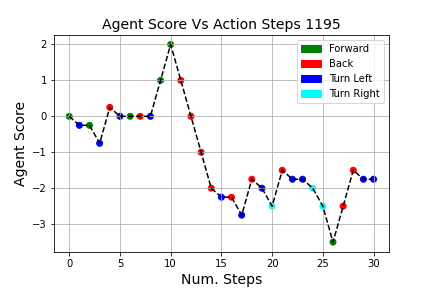 Agent Score Vs Action Steps 1195
2
1
0
−1
−2
−3
Agent Score
Forward
Back
Turn Left
Turn Right
0 5 10 15 20 25 30
Num. Steps